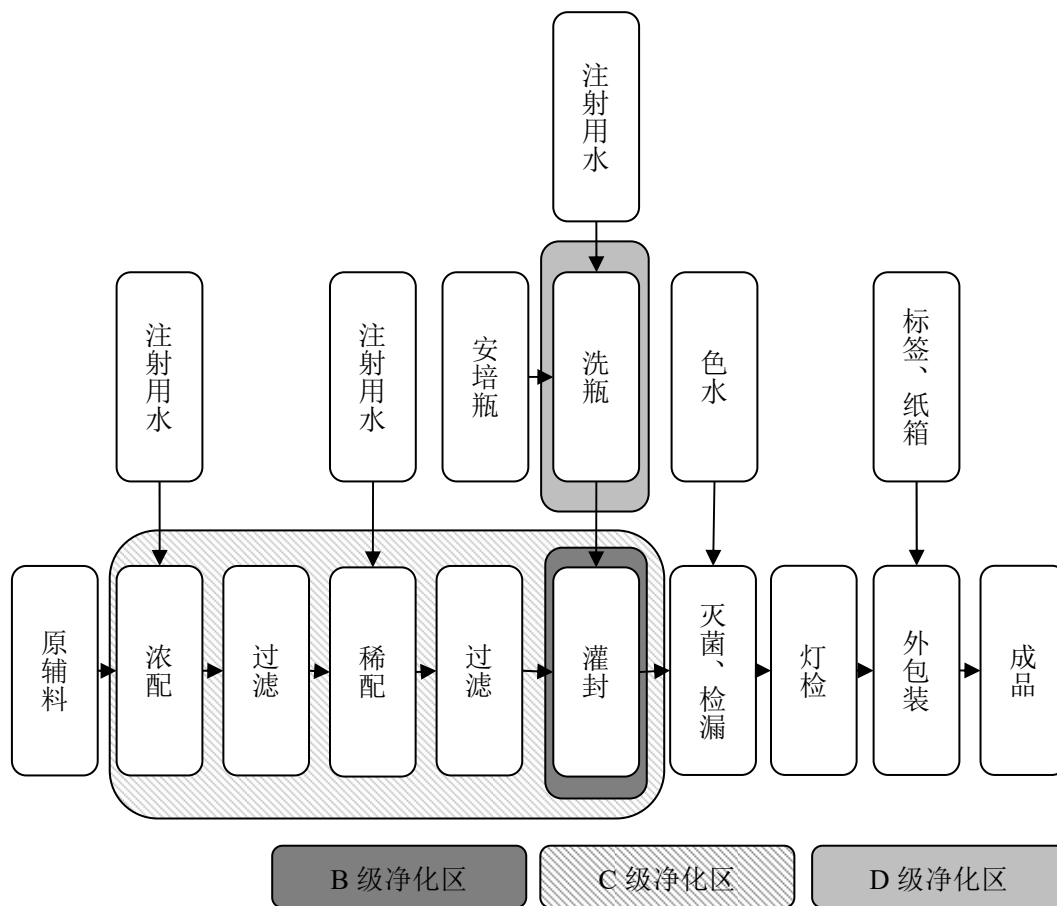 注射用水
注射用水
注射用水
安培瓶
洗瓶
色水
标签、纸箱
原辅料
浓配
过滤
稀配
过滤
灌封
灭菌、检漏
灯检
外包装
成品
B 级净化区
C 级净化区
D 级净化区